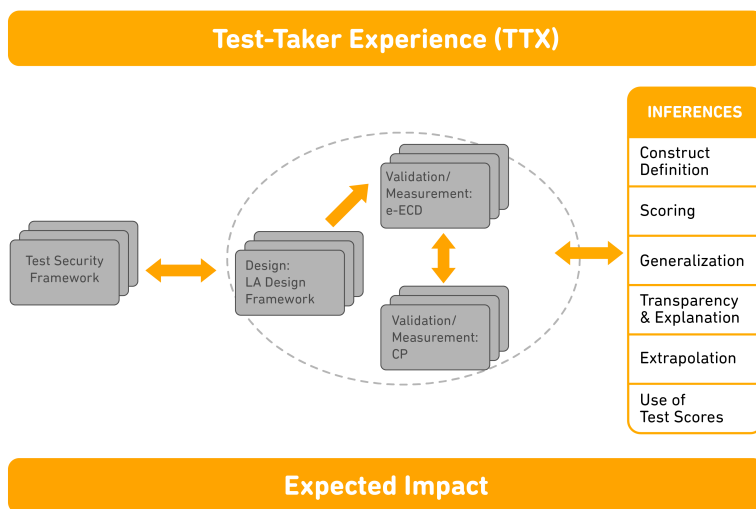 Test-Taker Experience (TTX)
Test Security
Framework
Design:
LA Design
Framework
Validation/
Measurement:
e-ECD
Validation/
Measurement:
CP
INFERENCES
Construct
Definition
Scoring
Generalization
Transparency
& Explanation
Extrapolation
Use of
Test Scores
Expected Impact